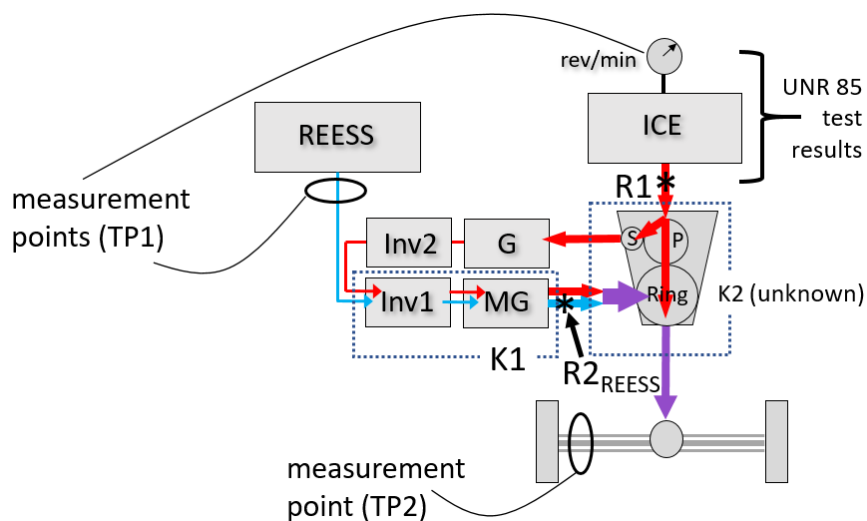 rev/min
UNR 85
test
results
REESS
ICE
measurement
points (TP1)
R1*
Inv2
G
S
P
Inv1
MG
Ring
K2 (unknown)
*
K1
R2REESS
measurement
point (TP2)